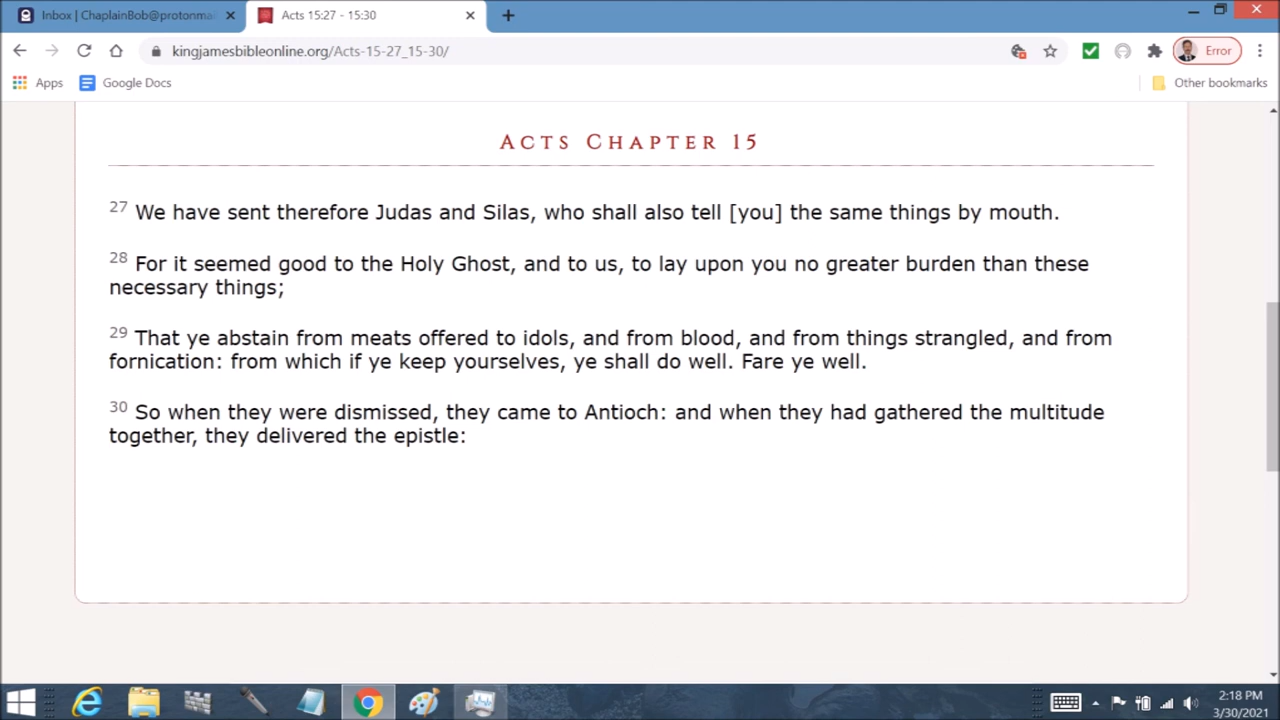 Inbox | ChaplainBob@protonmai
Acts 15:27 - 15:30
kingjamesbibleonline.org/Acts-15-27_15-30/
Error
Apps
Google Docs
Other bookmarks
Acts Chapter 15
27 We have sent therefore Judas and Silas, who shall also tell [you] the same things by mouth.
28 For it seemed good to the Holy Ghost, and to us, to lay upon you no greater burden than these
necessary things;
29 That ye abstain from meats offered to idols, and from blood, and from things strangled, and from
fornication: from which if ye keep yourselves, ye shall do well. Fare ye well.
30 So when they were dismissed, they came to Antioch: and when they had gathered the multitude
together, they delivered the epistle:
2:18 PM
3/30/2021